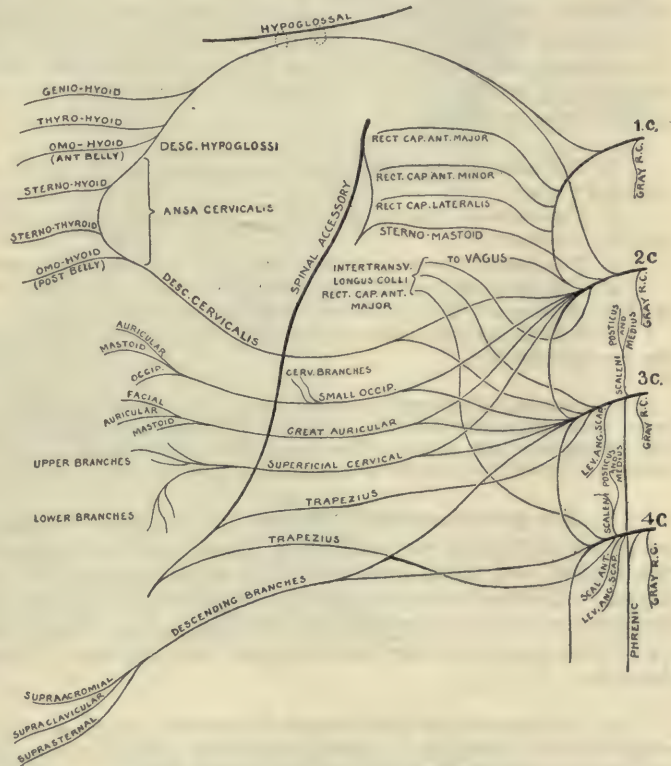 HYPOGLOSSAL
GENIO-HYOID
THYRO-HYOID
OMO-HYOID
(ANT BELLY)
STERNO-HYOID
STERNO-THYROID
OMO-HYOID
(POST BELLY)
DESC. HYPOGLOSSI
ANSA CERVICALIS
DESC. CERVICALIS
SPINAL ACCESSORY
RECT CAP. ANT. MAJOR
RECT CAP. ANT. MINOR
RECT CAP. LATERALIS
STERNO-MASTOID
INTERTRANSV.
LONGUS COLLI
RECT. CAP. ANT.
MAJOR
TO VAGUS
1.C.
GRAY R.C.
2C
GRAY R.C.
SCALENI
POSTICUS
AND
MEDIUS
3C.
GRAY R.C.
LEV. ANG. SCAP.
SCALENI
POSTICUS
AND
MEDIUS
4C
GRAY R.C.
SCAL ANT.
LEV. ANG. SCAP.
PHRENIC
AURICULAR
MASTOID
OCCIP.
CERV. BRANCHES
SMALL OCCIP.
FACIAL
AURICULAR
MASTOID
GREAT AURICULAR
UPPER BRANCHES
SUPERFICIAL CERVICAL
LOWER BRANCHES
TRAPEZIUS
TRAPEZIUS
DESCENDING BRANCHES
SUPRAACROMIAL
SUPRACLAVICULAR
SUPRASTERNAL